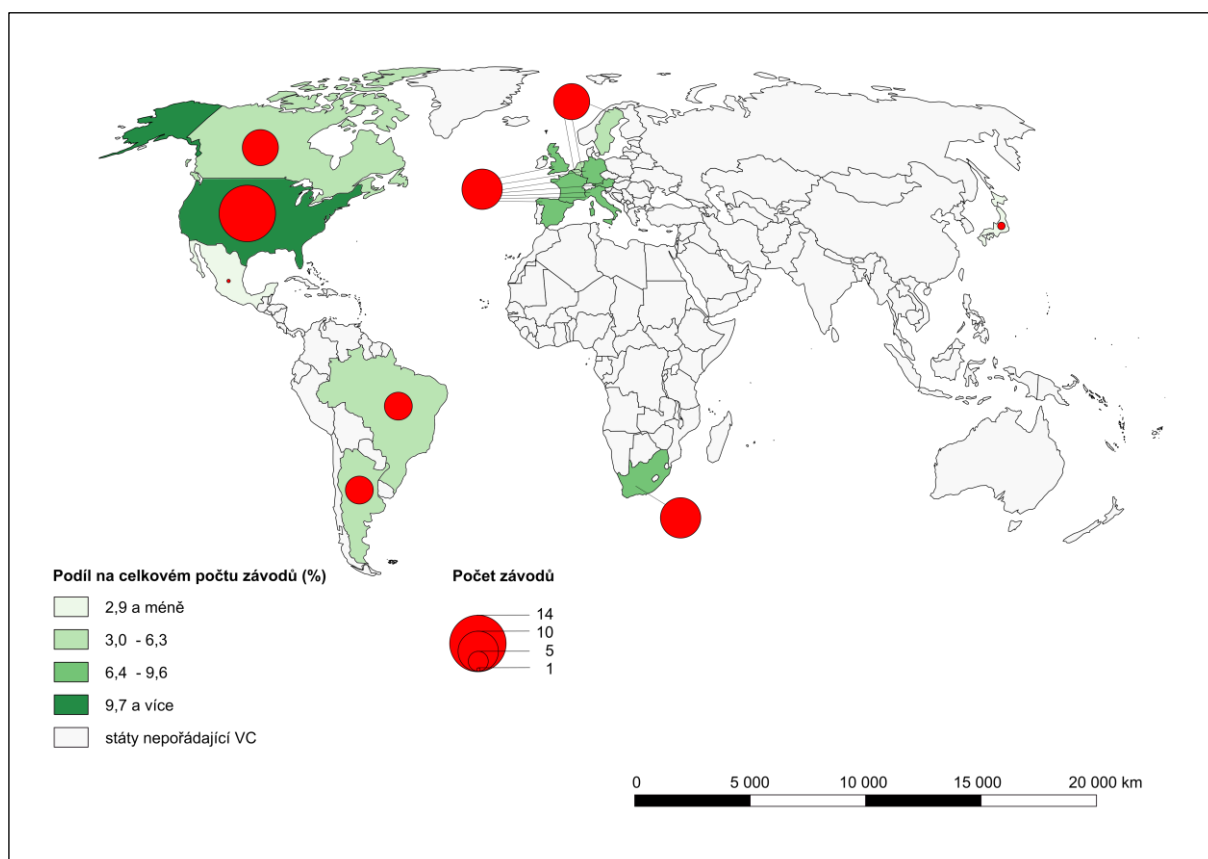 Podíl na celkovém počtu závodů (%)
2,9 a méně
3,0 - 6,3
6,4 - 9,6
9,7 a více
státy nepořádající VC
Počet závodů
14
10
5
1
0 5 000 10 000 15 000 20 000 km